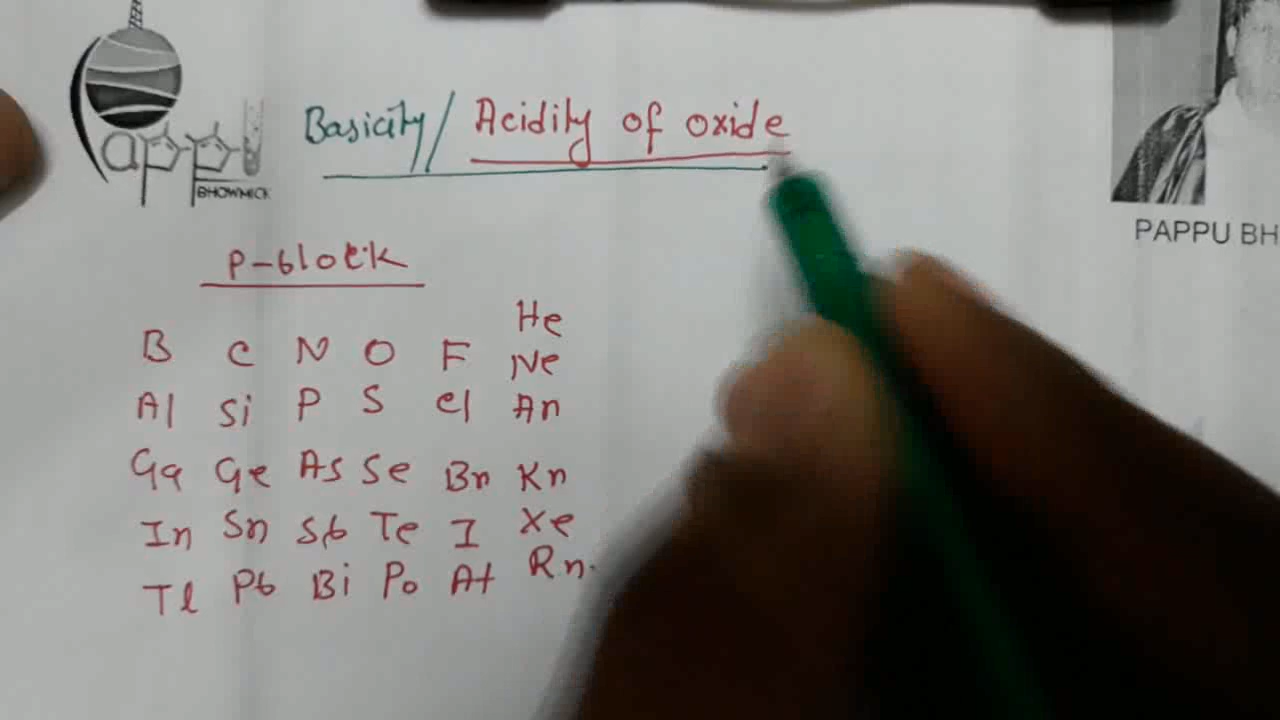 BHOWMICK
Basicity/ Acidity of oxide
PAPPU BH
P-block
He
B C N O F Ne
Al Si P S Cl Ar
Ga Ge As Se Br Kr
In Sn Sb Te I Xe
Tl Pb Bi Po At Rn.